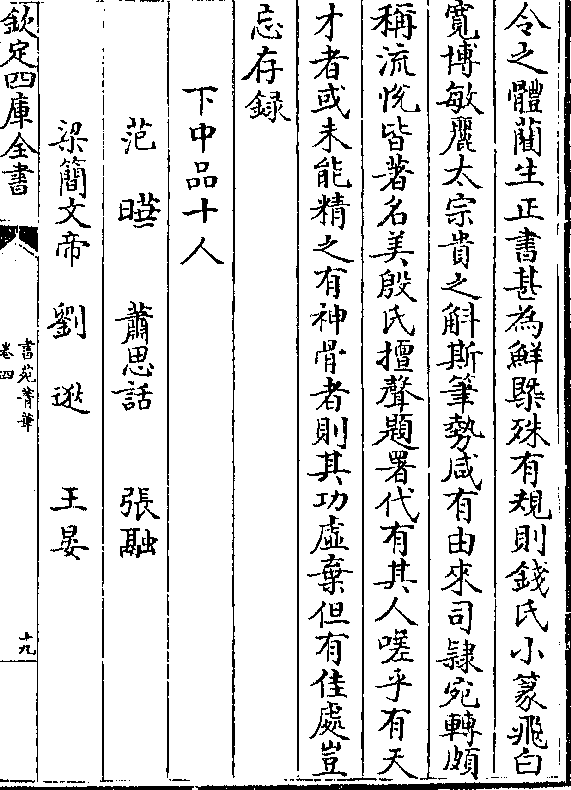 令之體藺生正書甚為鮮槩殊有規則錢氏小篆飛白
寛博敏麗太宗貴之斛斯筆勢咸有由來司隷宛轉頗
稱流悅皆著名美殷氏擅聲題署代有其人嗟乎有天
才者或未能精之有神骨者則其功虚棄但有佳處豈
忘存録
下中品十人
范曄 蕭思話 張融
梁簡文帝 劉逖 王晏
欽定四庫全書
書苑菁華
卷四
十九